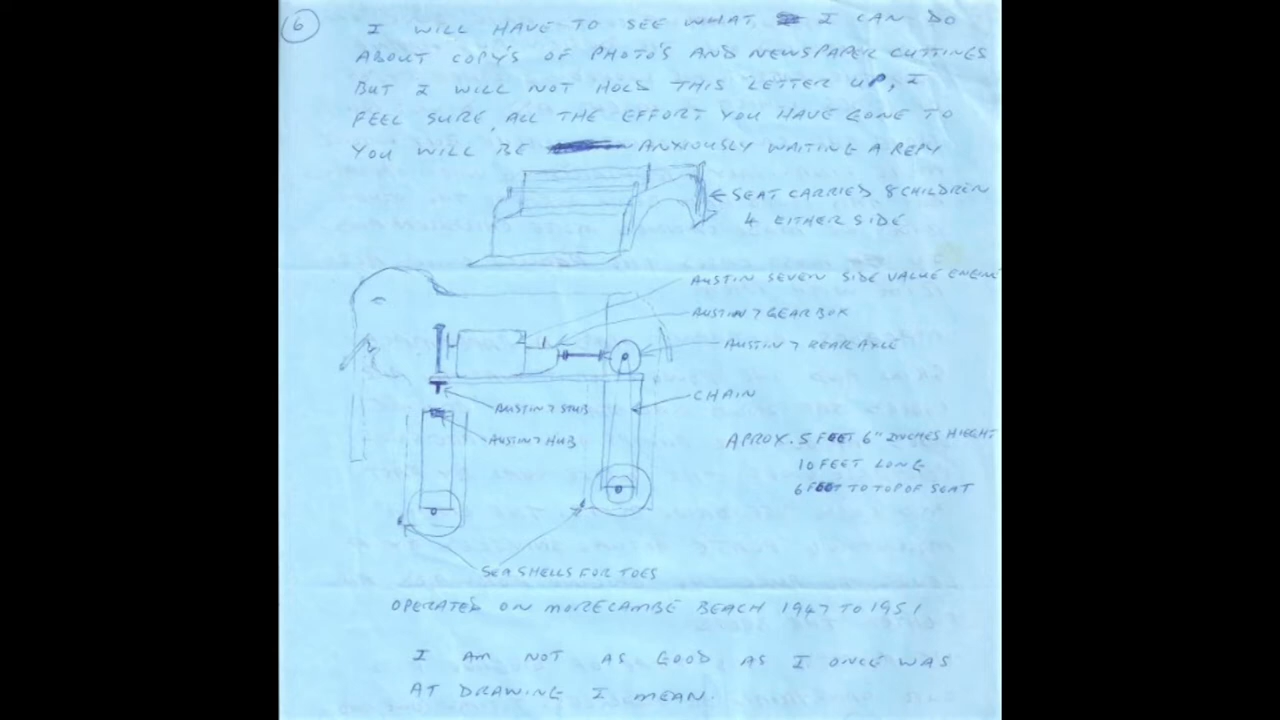 6
I WILL HAVE TO SEE WHAT I CAN DO
ABOUT COPY'S OF PHOTO'S AND NEWSPAPER CUTTINGS
BUT I WILL NOT HOLD THIS LETTER UP, I
FEEL SURE, ALL THE EFFORT YOU HAVE GONE TO
YOU WILL BE ANXIOUSLY WAITING A REPY
← SEAT CARRIED 8 CHILDREN
4 EITHER SIDE
AUSTIN SEVEN SIDE VALVE ENGINE
AUSTIN 7 GEARBOX
AUSTIN 7 REAR AXLE
CHAIN
AUSTIN 7 STUB
AUSTIN 7 HUB
APROX. 5 FEET 6" INCHES HIEGHT
10 FEET LONG
6 FEET TO TOP OF SEAT
SEA SHELLS FOR TOES
OPERATED ON MORECAMBE BEACH 1947 TO 1951
I AM NOT AS GOOD AS I ONCE WAS
AT DRAWING I MEAN.